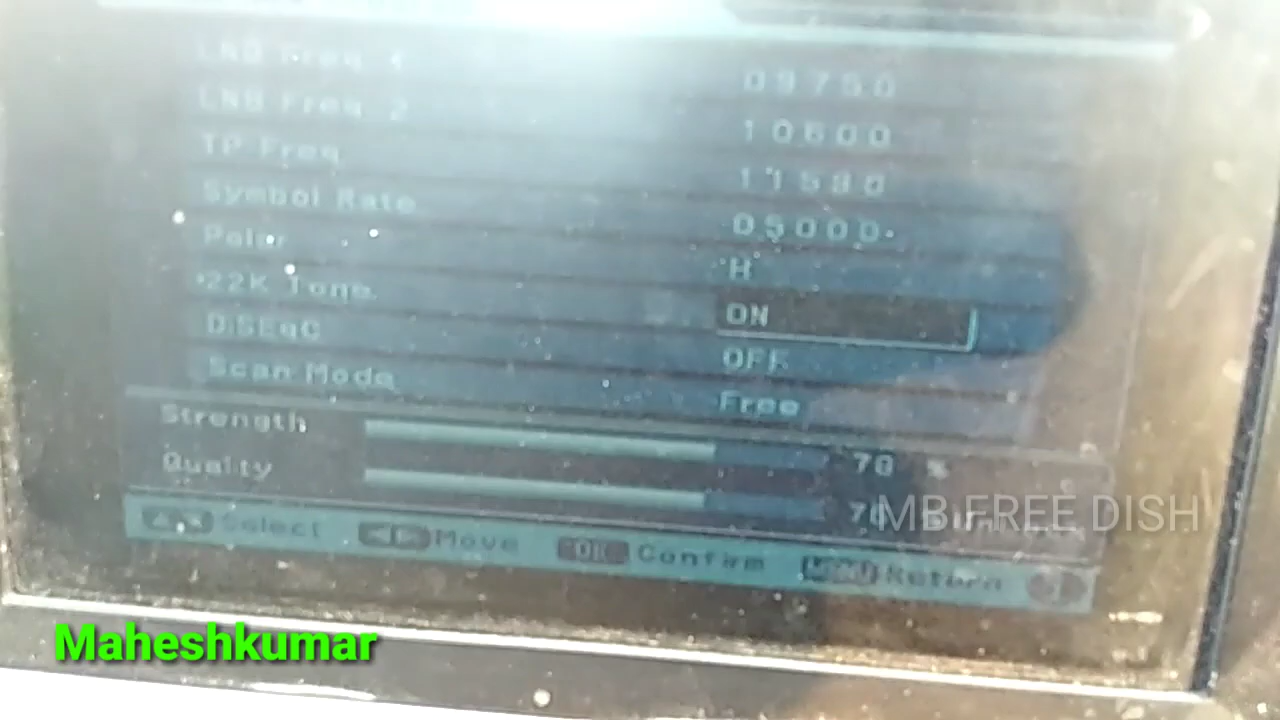 LNB Freq 1 09750
LNB Freq 2 10600
TP Freq
Symbol Rate 05000
Polar H
22K Tone ON
DiSEqC OFF
Scan Mode Free
Strength 78 %
Quality
MB FREE DISH
Select Move OK Confirm MENU Return
Maheshkumar